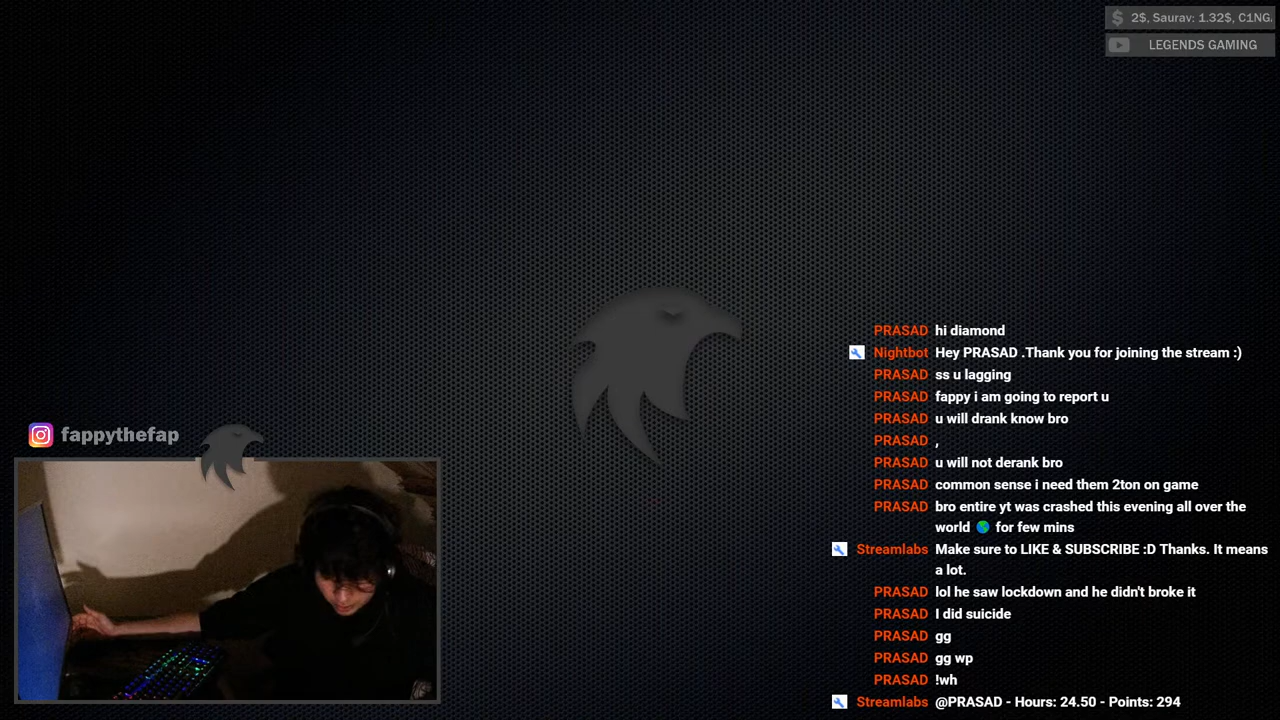 2$, Saurav: 1.32$, C1NG
LEGENDS GAMING
PRASAD hi diamond
Nightbot Hey PRASAD .Thank you for joining the stream :)
PRASAD ss u lagging
PRASAD fappy i am going to report u
PRASAD u will drank know bro
PRASAD ,
PRASAD u will not derank bro
PRASAD common sense i need them 2ton on game
PRASAD bro entire yt was crashed this evening all over the
world 🌎 for few mins
Streamlabs Make sure to LIKE & SUBSCRIBE :D Thanks. It means
a lot.
PRASAD lol he saw lockdown and he didn't broke it
PRASAD I did suicide
PRASAD gg
PRASAD gg wp
PRASAD !wh
Streamlabs @PRASAD - Hours: 24.50 - Points: 294
fappythefap